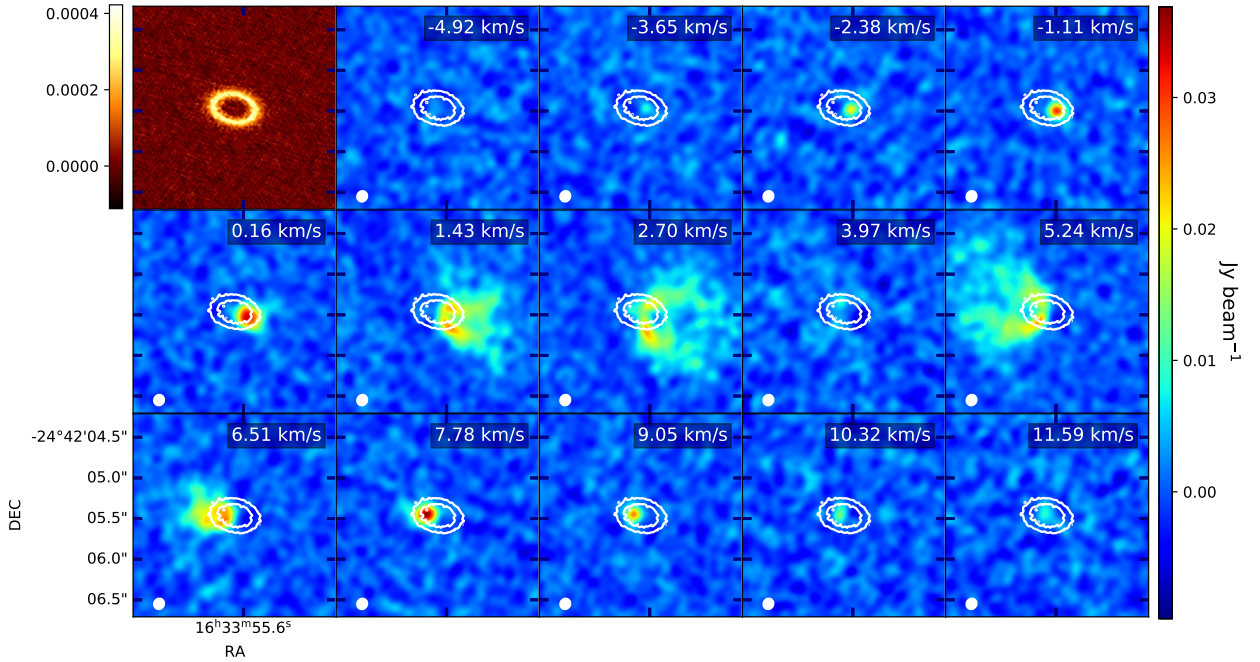 0.0004
0.0002
0.0000
-4.92 km/s
-3.65 km/s
-2.38 km/s
-1.11 km/s
0.16 km/s
1.43 km/s
2.70 km/s
3.97 km/s
5.24 km/s
6.51 km/s
7.78 km/s
9.05 km/s
10.32 km/s
11.59 km/s
-24°42'04.5"
05.0"
05.5"
06.0"
06.5"
DEC
16ʰ33ᵐ55.6ˢ
RA
0.03
0.02
0.01
0.00
Jy beam⁻¹